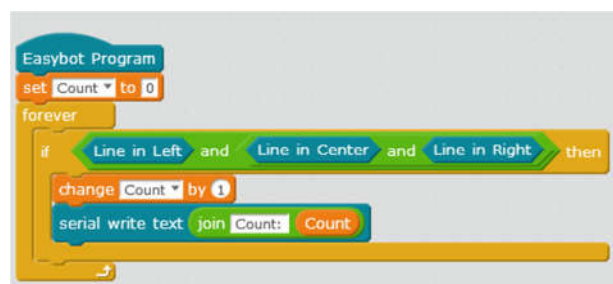 Easybot Program
set Count to 0
forever
if Line in Left and Line in Center and Line in Right then
change Count by 1
serial write text join Count: Count